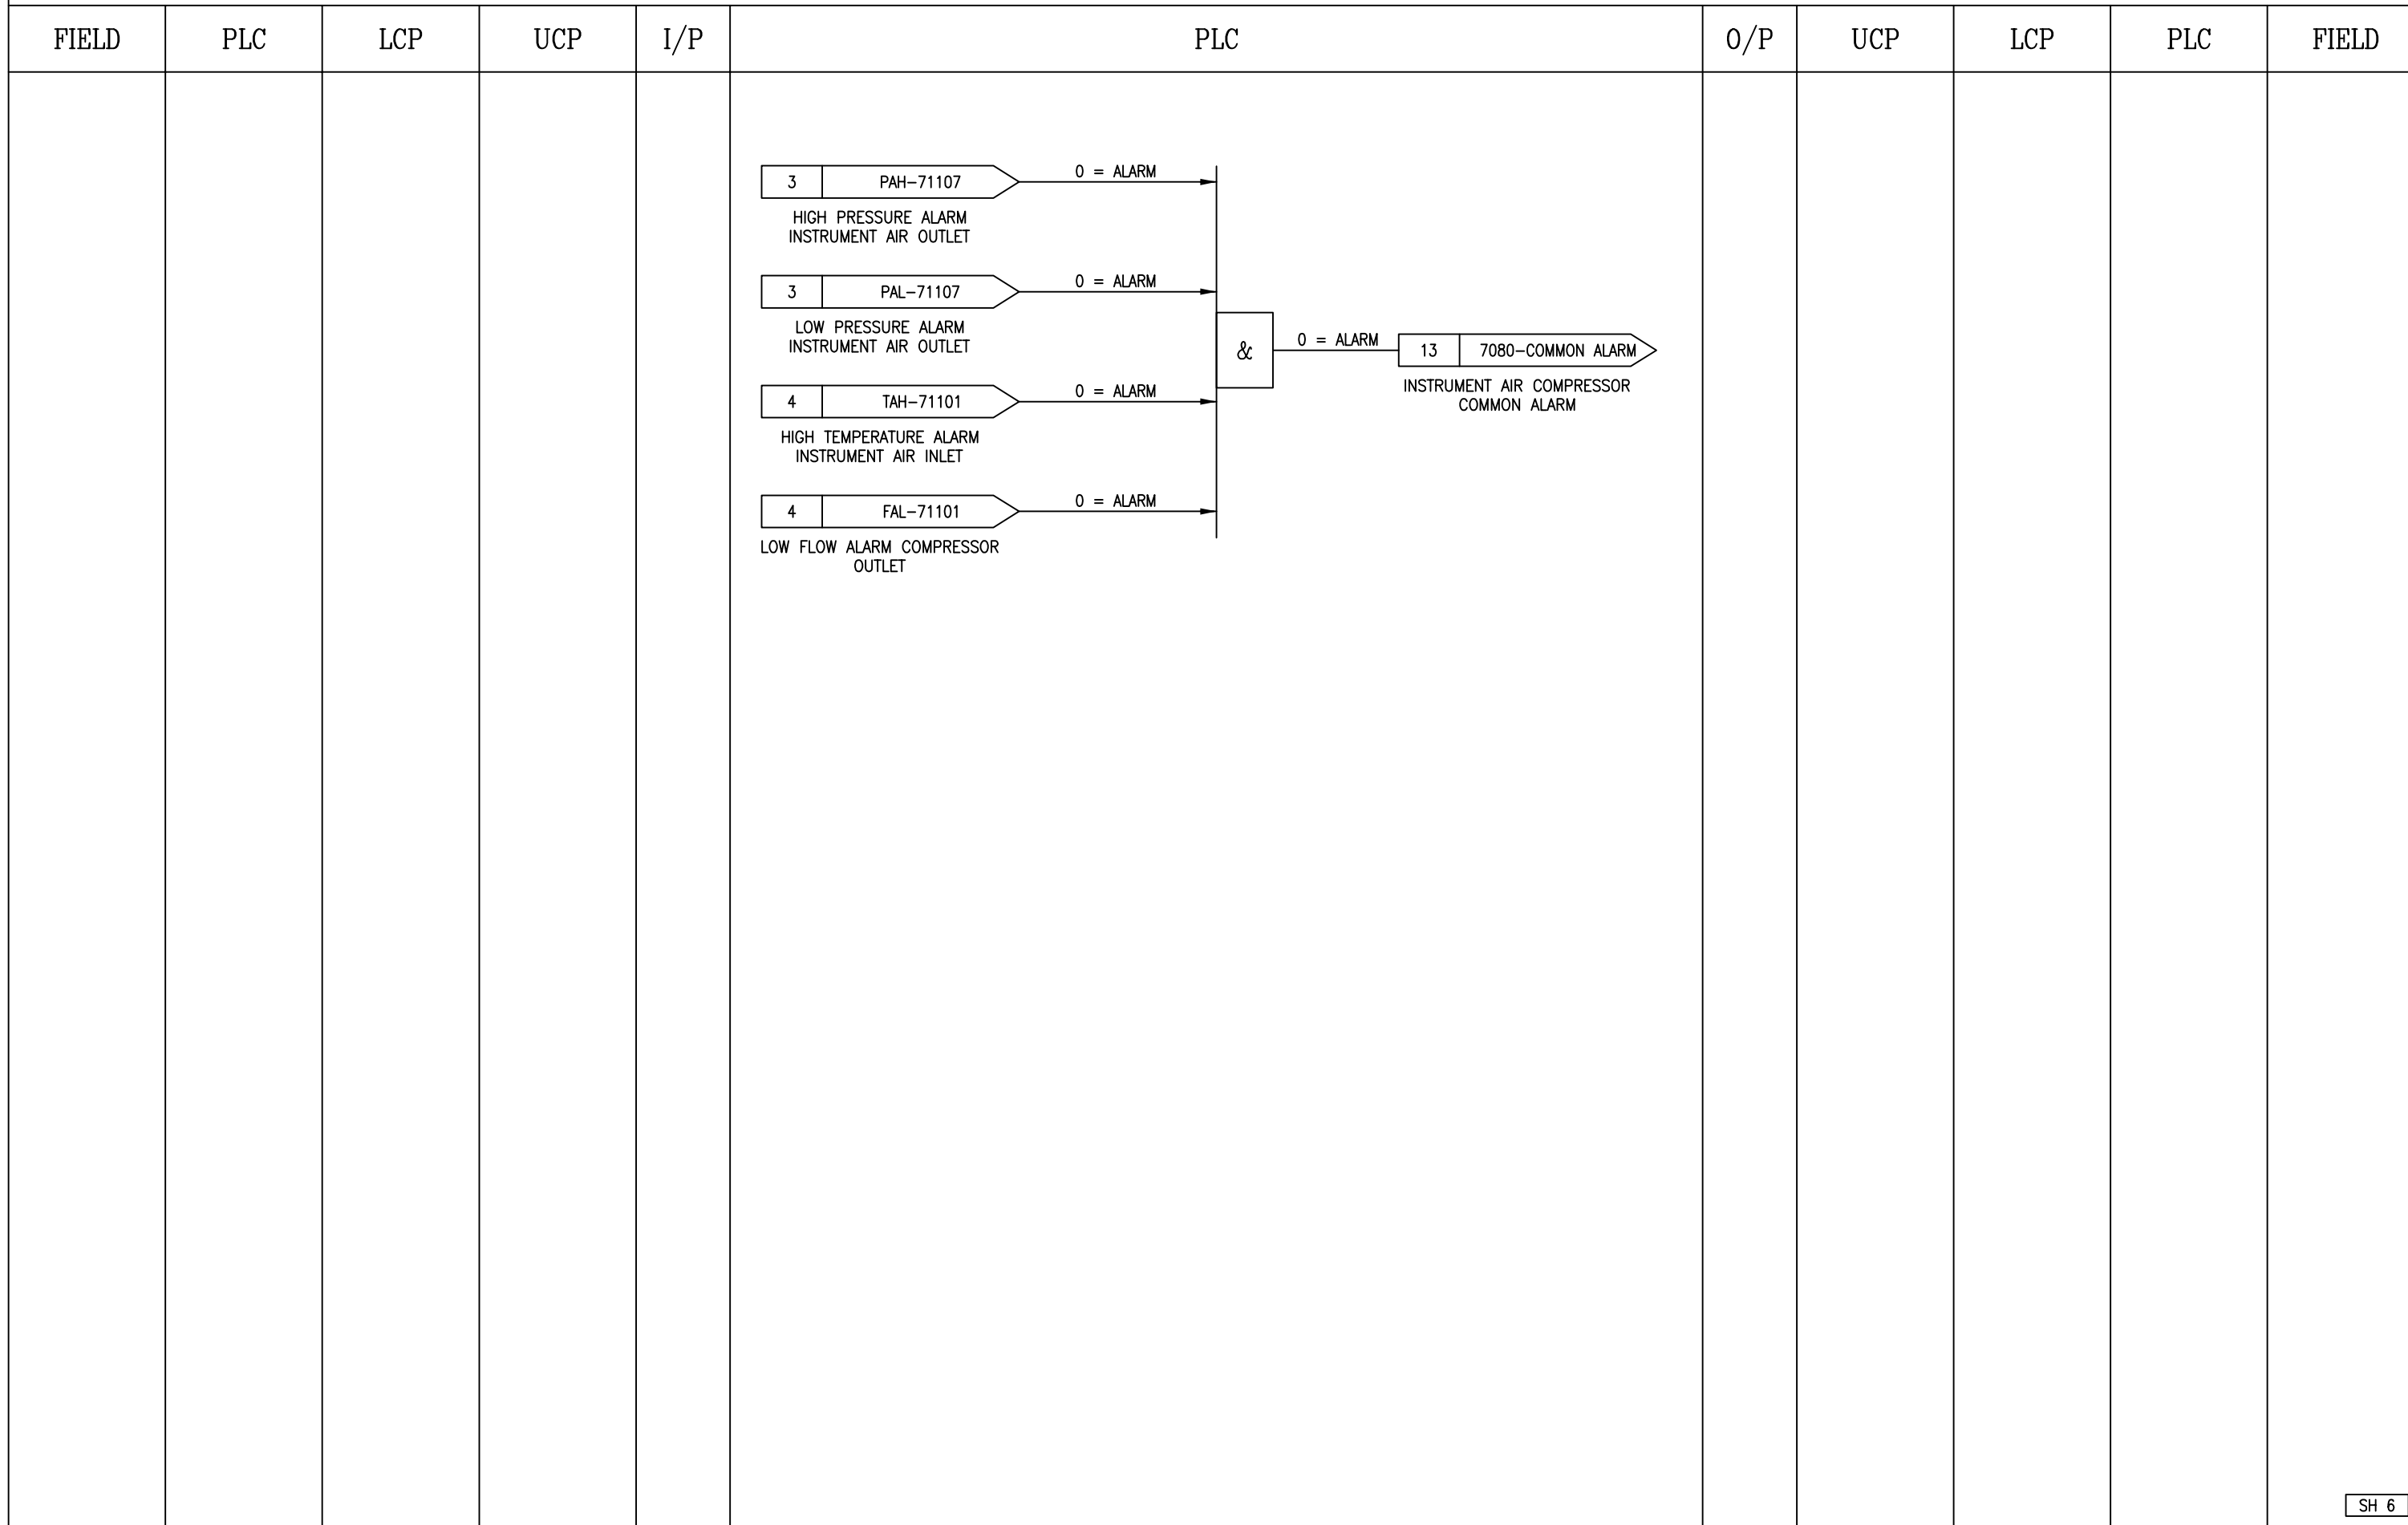 FIELD PLC LCP UCP I/P PLC O/P UCP LCP PLC FIELD
3 PAH-71107 0 = ALARM
HIGH PRESSURE ALARM
INSTRUMENT AIR OUTLET
3 PAL-71107 0 = ALARM
LOW PRESSURE ALARM
INSTRUMENT AIR OUTLET
& 0 = ALARM 13 7080-COMMON ALARM
INSTRUMENT AIR COMPRESSOR
COMMON ALARM
4 TAH-71101 0 = ALARM
HIGH TEMPERATURE ALARM
INSTRUMENT AIR INLET
4 FAL-71101 0 = ALARM
LOW FLOW ALARM COMPRESSOR
OUTLET
SH 6